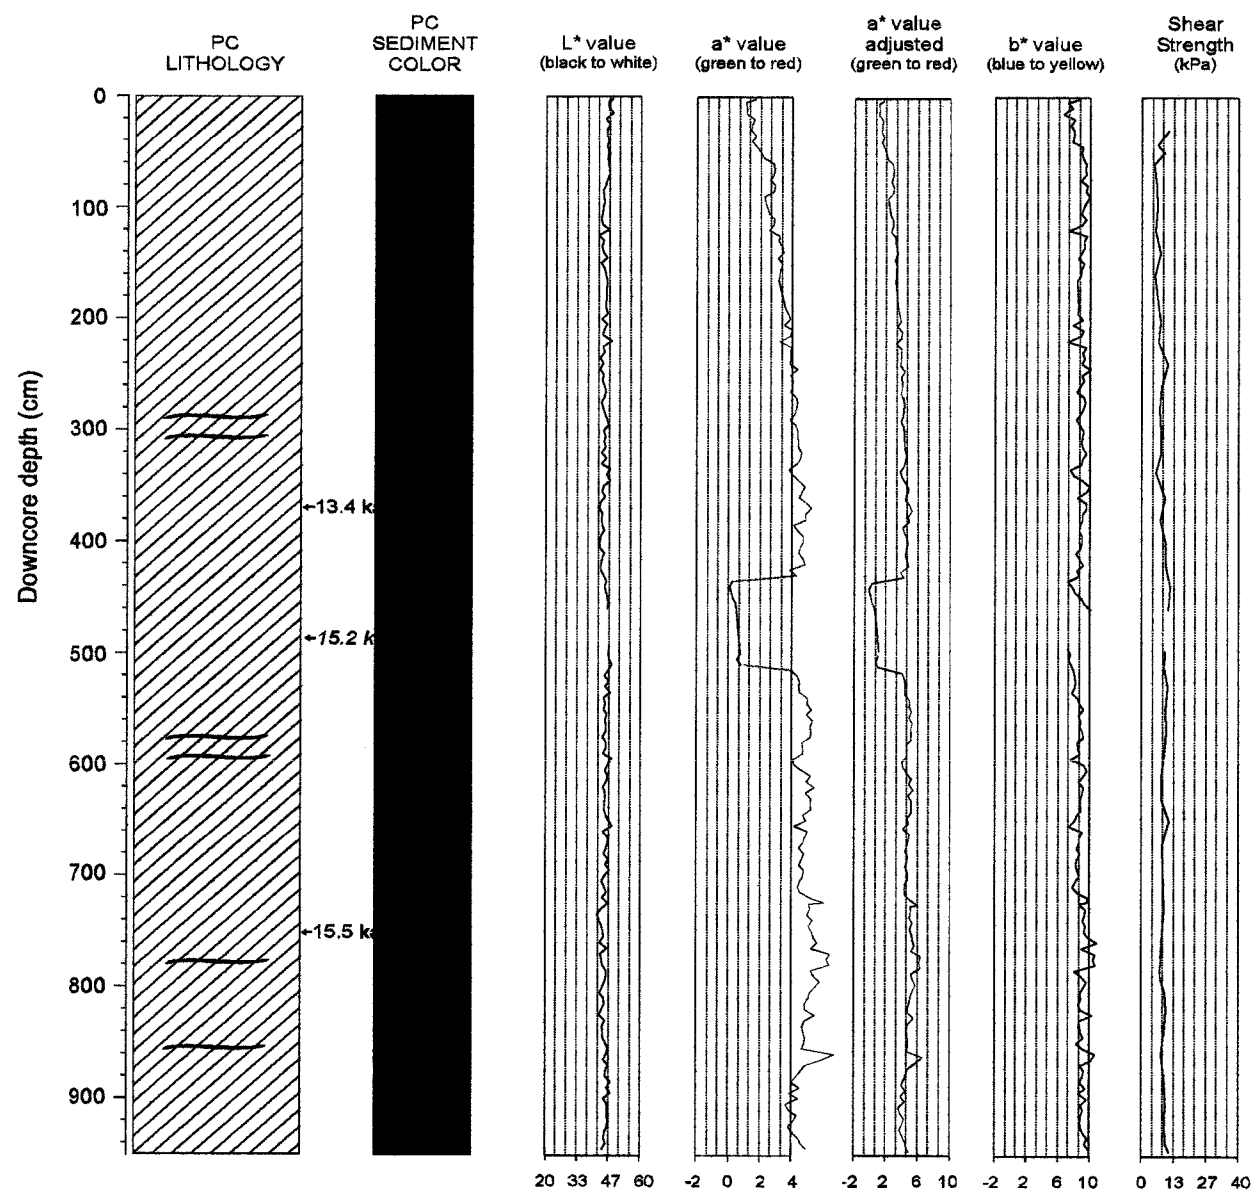 PC
LITHOLOGY
PC
SEDIMENT
COLOR
L* value
(black to white)
a* value
(green to red)
a* value
adjusted
(green to red)
b* value
(blue to yellow)
Shear
Strength
(kPa)
Downcore depth (cm)
0
100
200
300
400
500
600
700
800
900
←13.4 k
←15.2 k
←15.5 k
20 33 47 60
-2 0 2 4
-2 2 6 10
-2 2 6 10
0 13 27 40